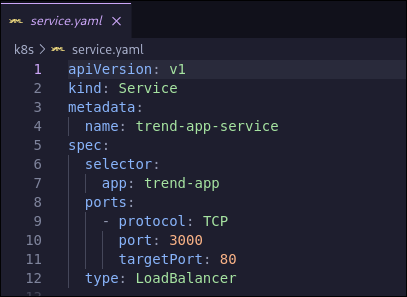 service.yaml
k8s > service.yaml
1 apiVersion: v1
2 kind: Service
3 metadata:
4   name: trend-app-service
5 spec:
6   selector:
7     app: trend-app
8   ports:
9     - protocol: TCP
10       port: 3000
11       targetPort: 80
12   type: LoadBalancer